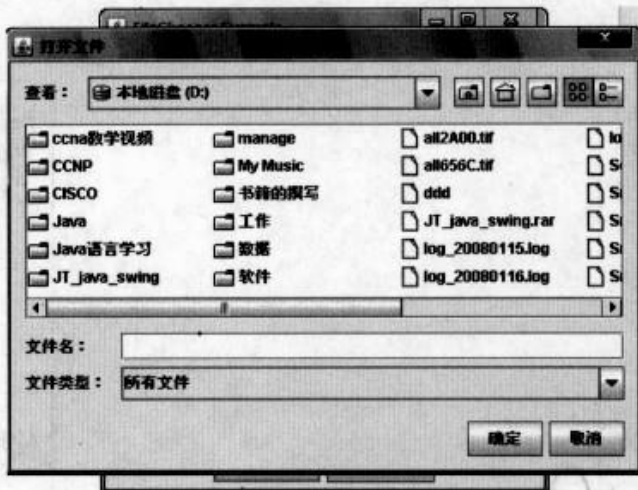 打开文件
查看： 本地磁盘 (D:)
ccna教学视频 manage all2A00.tif lo
CCNP My Music all656C.tif
CISCO 书籍的撰写 ddd
Java 工作 JT_java_swing.rar
Java语言学习 数据 log_20080115.log
JT_java_swing 软件 log_20080116.log
文件名：
文件类型： 所有文件
确定 取消